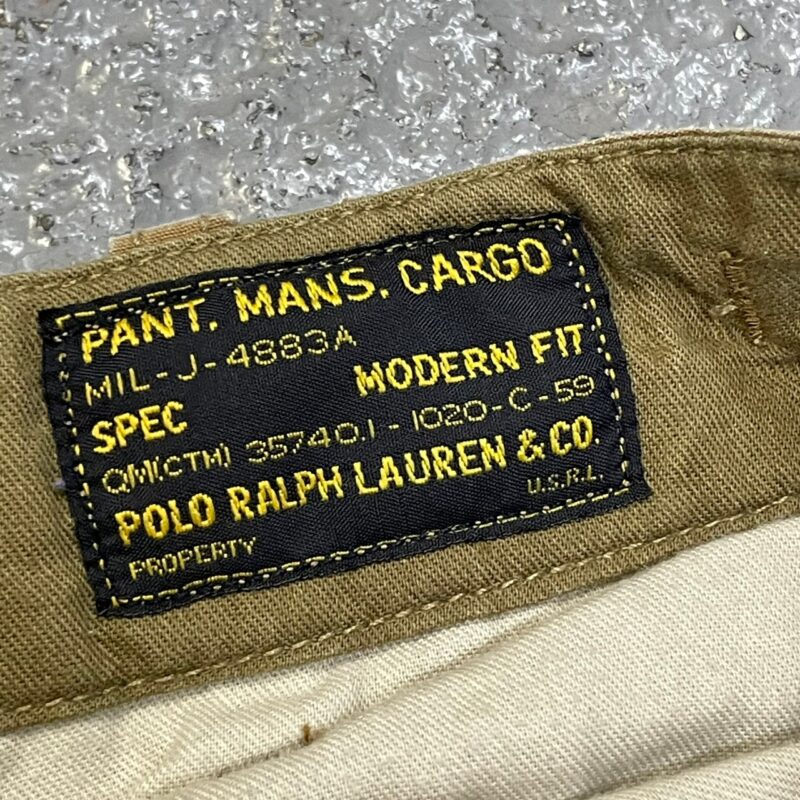 PANT. MANS. CARGO
MIL-J-4883A
MODERN FIT
SPEC
QM(CTM) 35740.1-1020-C-59
POLO RALPH LAUREN & CO.
U.S.R.L.
PROPERTY